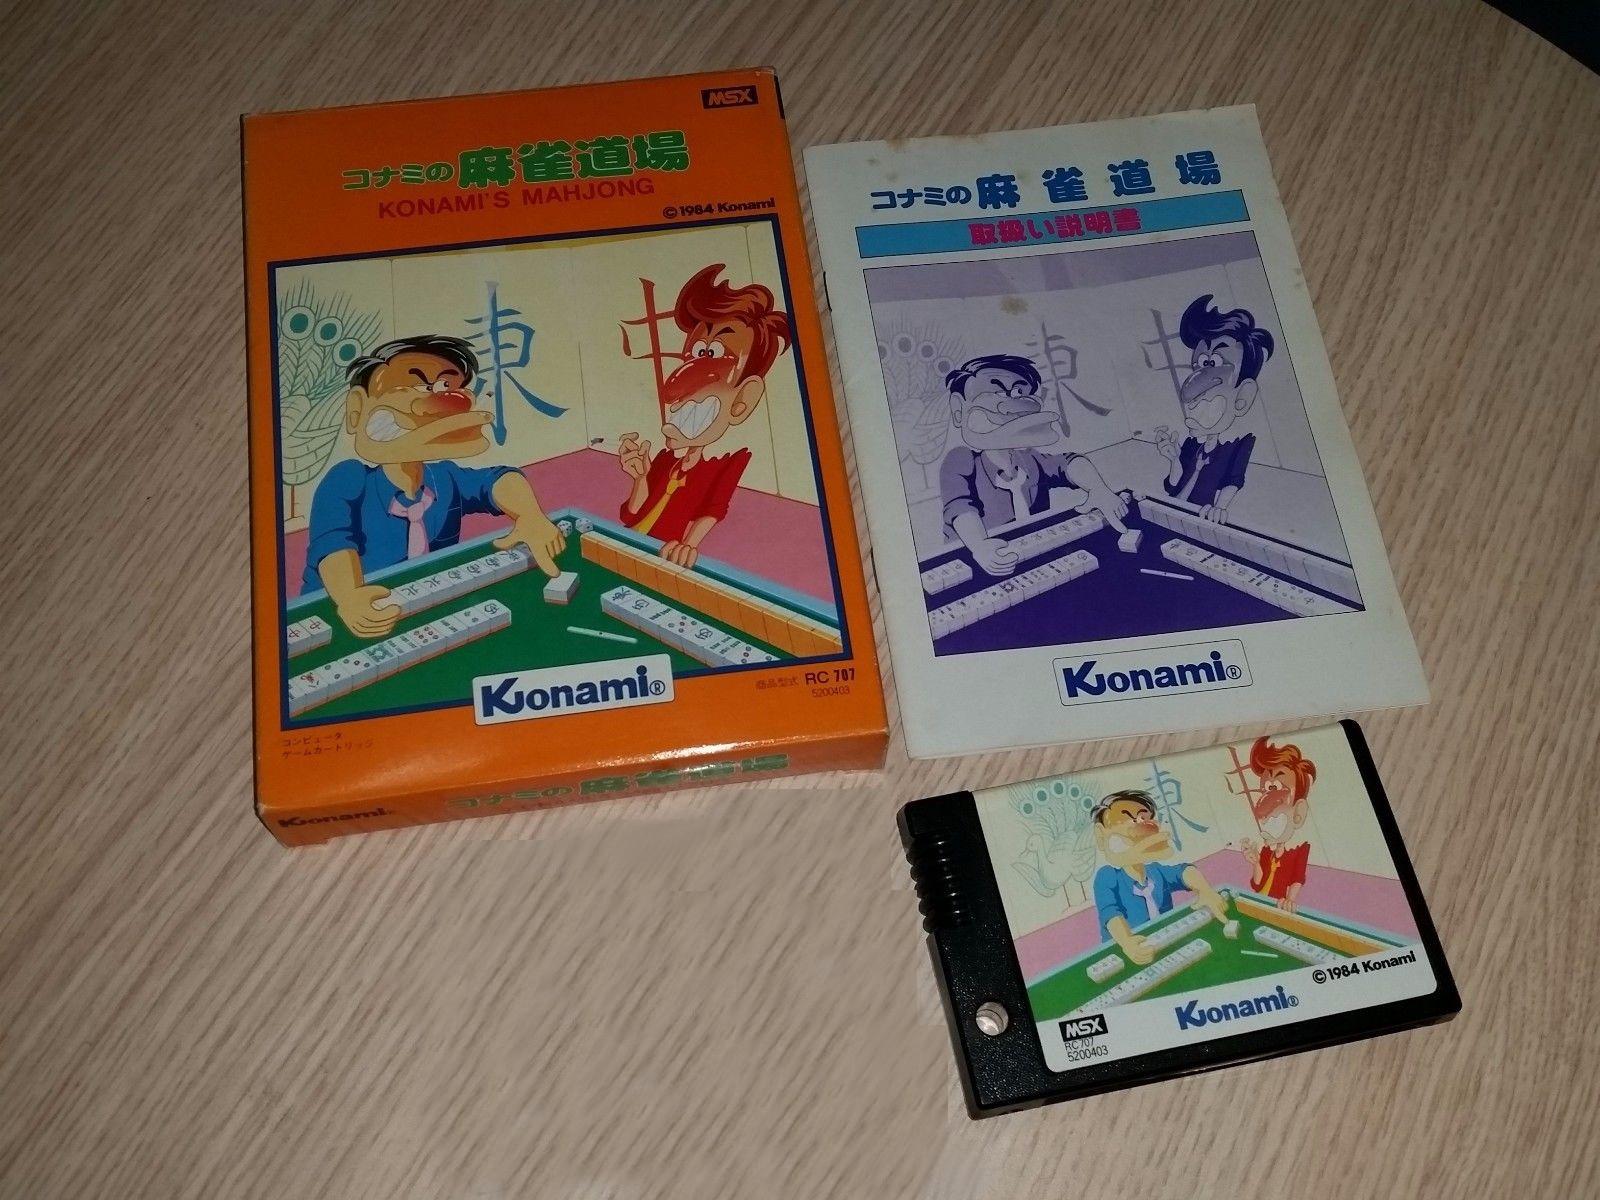 MSX
コナミの麻雀道場
KONAMI'S MAHJONG
©1984 Konami
東
中
Konami®
商品型式 RC 707
5200403
コンピュータ
ゲームカートリッジ
Konami®
コナミの麻雀道場
コナミの麻雀道場
取扱い説明書
東
中
Konami®
東
中
©1984 Konami
Konami®
MSX
RC707
5200403